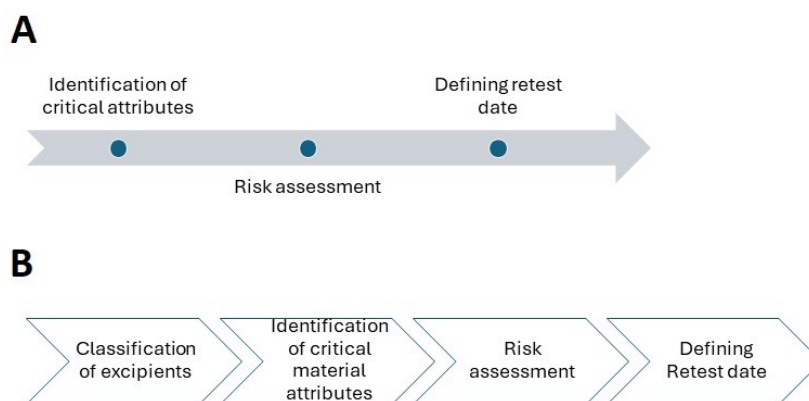 A
Identification of
critical attributes
Defining retest
date
Risk assessment
B
Classification
of excipients
Identification
of critical
material
attributes
Risk
assessment
Defining
Retest date